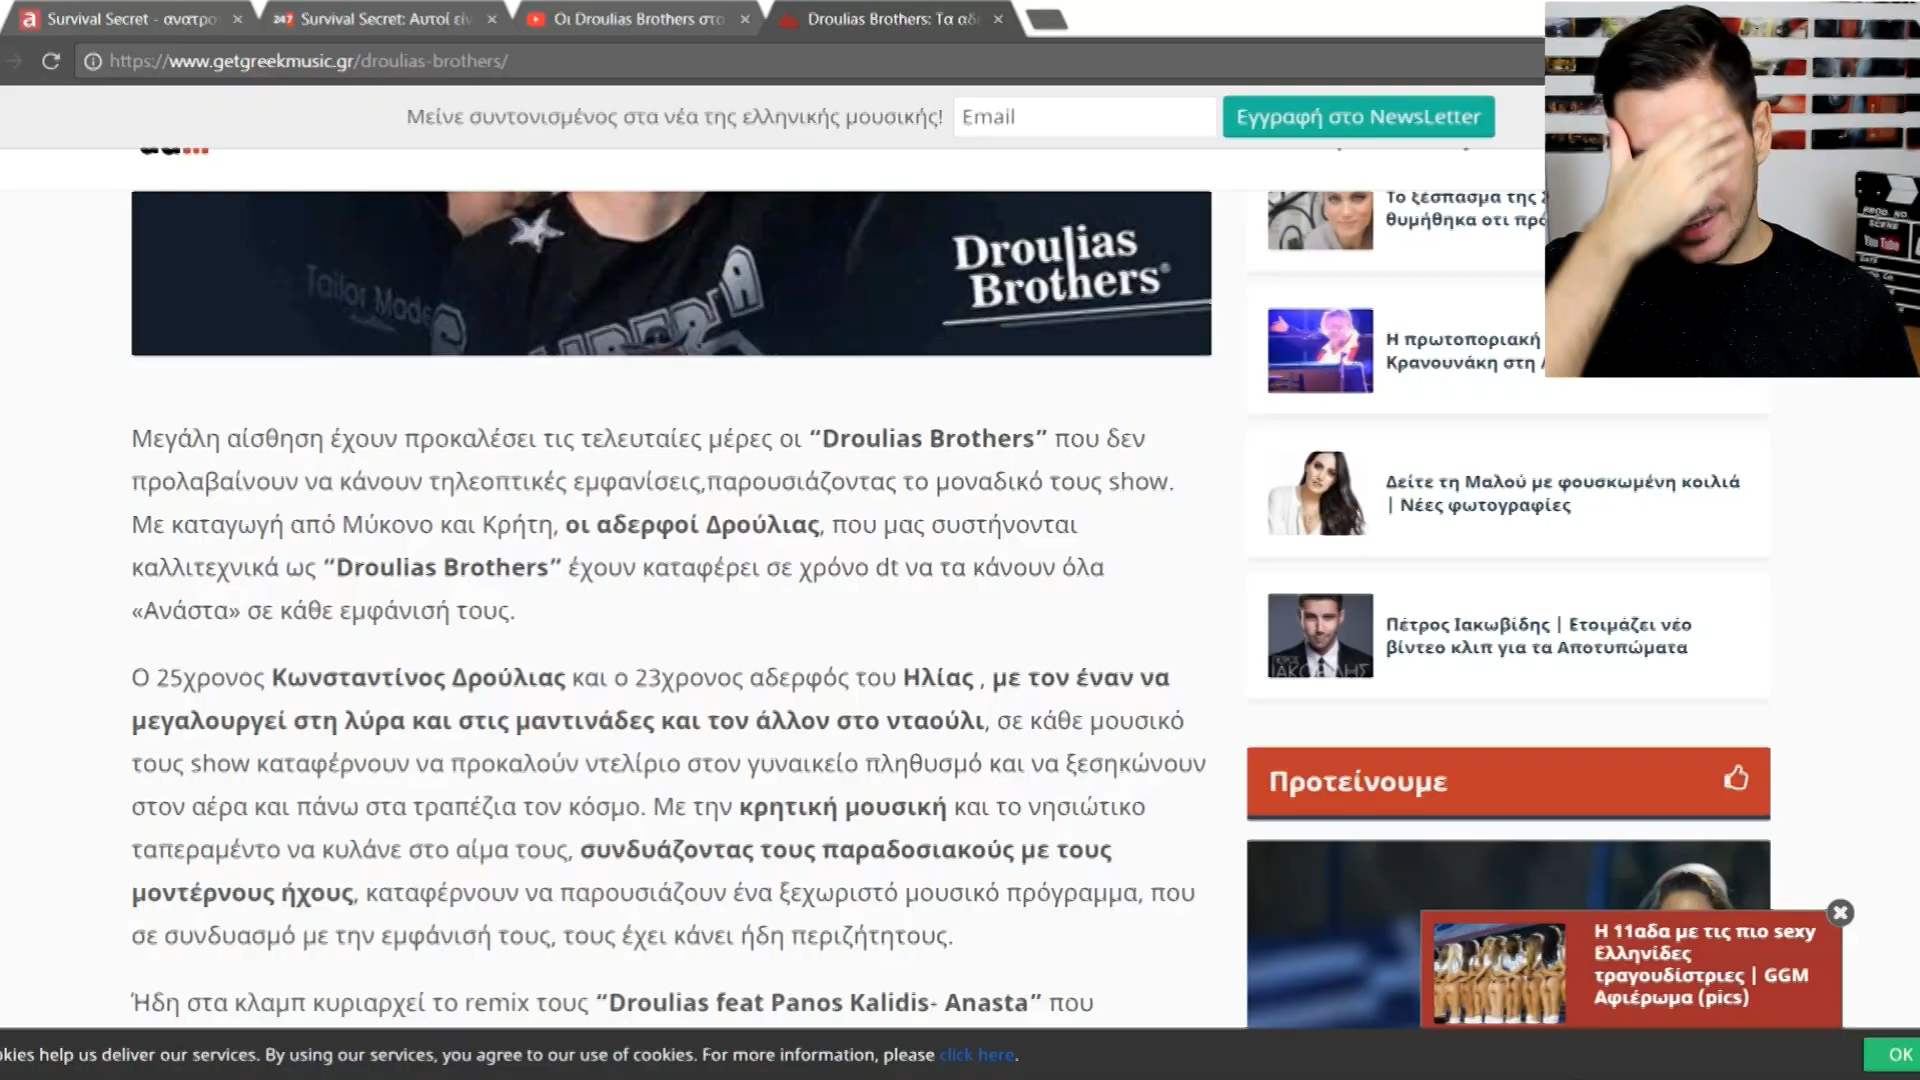 Survival Secret - ανατρο
247 Survival Secret: Αυτοί εί
Οι Droulias Brothers στο
Droulias Brothers: Τα αδ
https://www.getgreekmusic.gr/droulias-brothers/
Μείνε συντονισμένος στα νέα της ελληνικής μουσικής!
Email
Εγγραφή στο NewsLetter
Tailor Made
Droulias
Brothers®
Μεγάλη αίσθηση έχουν προκαλέσει τις τελευταίες μέρες οι “Droulias Brothers” που δεν
προλαβαίνουν να κάνουν τηλεοπτικές εμφανίσεις,παρουσιάζοντας το μοναδικό τους show.
Με καταγωγή από Μύκονο και Κρήτη, οι αδερφοί Δρούλιας, που μας συστήνονται
καλλιτεχνικά ως “Droulias Brothers” έχουν καταφέρει σε χρόνο dt να τα κάνουν όλα
«Ανάστα» σε κάθε εμφάνισή τους.
Ο 25χρονος Κωνσταντίνος Δρούλιας και ο 23χρονος αδερφός του Ηλίας , με τον έναν να
μεγαλουργεί στη λύρα και στις μαντινάδες και τον άλλον στο νταούλι, σε κάθε μουσικό
τους show καταφέρνουν να προκαλούν ντελίριο στον γυναικείο πληθυσμό και να ξεσηκώνουν
στον αέρα και πάνω στα τραπέζια τον κόσμο. Με την κρητική μουσική και το νησιώτικο
ταπεραμέντο να κυλάνε στο αίμα τους, συνδυάζοντας τους παραδοσιακούς με τους
μοντέρνους ήχους, καταφέρνουν να παρουσιάζουν ένα ξεχωριστό μουσικό πρόγραμμα, που
σε συνδυασμό με την εμφάνισή τους, τους έχει κάνει ήδη περιζήτητους.
Ήδη στα κλαμπ κυριαρχεί το remix τους “Droulias feat Panos Kalidis- Anasta” που
Το ξέσπασμα της
θυμήθηκα οτι πρό
Η πρωτοποριακή
Κρανουνάκη στη
Δείτε τη Μαλού με φουσκωμένη κοιλιά
| Νέες φωτογραφίες
Πέτρος Ιακωβίδης | Ετοιμάζει νέο
βίντεο κλιπ για τα Αποτυπώματα
Προτείνουμε
Η 11αδα με τις πιο sexy
Ελληνίδες
τραγουδίστριες | GGM
Αφιέρωμα (pics)
SCENE
YouTube
kies help us deliver our services. By using our services, you agree to our use of cookies. For more information, please click here.
OK